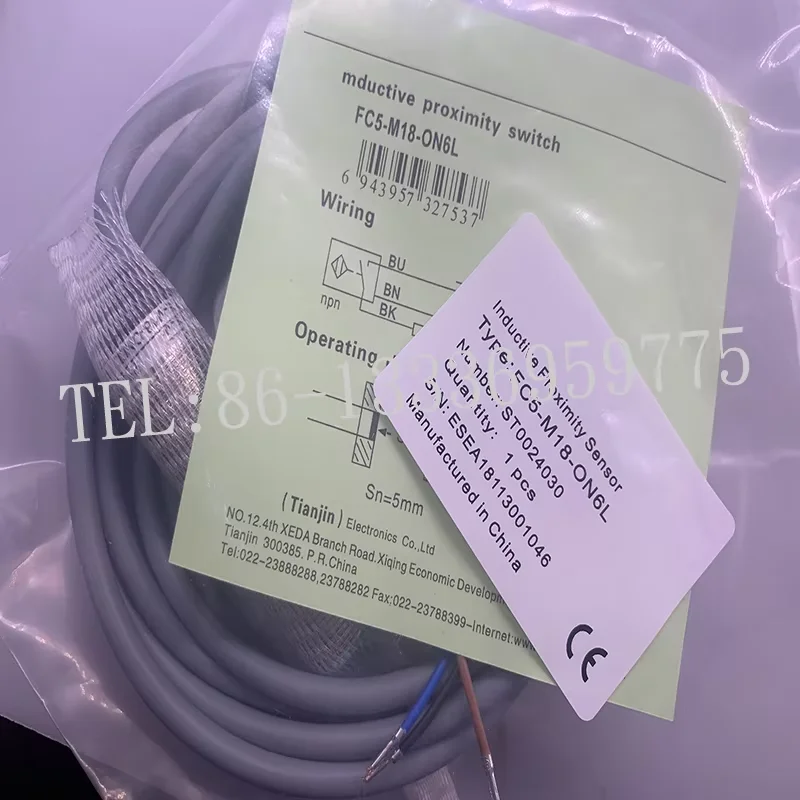 mductive proximity switch
FC5-M18-ON6L
6 943957 327537
Wiring
BU
BN
BK
npn
Operating
Sn=5mm
(Tianjin) Electronics Co.,Ltd
NO.12.4th XEDA Branch Road.Xiqing Economic Developmen
Tianjin 300385. P.R.China
Tel:022-23888288,23788282 Fax:022-23788399-Internet:www
Inductive Proximity Sensor
Type: FC5-M18-ON6L
Number: ST0024030
Quantity: 1 pcs
S/N: ESEA18113001046
Manufactured in China
CE
TEL:86-13236959775